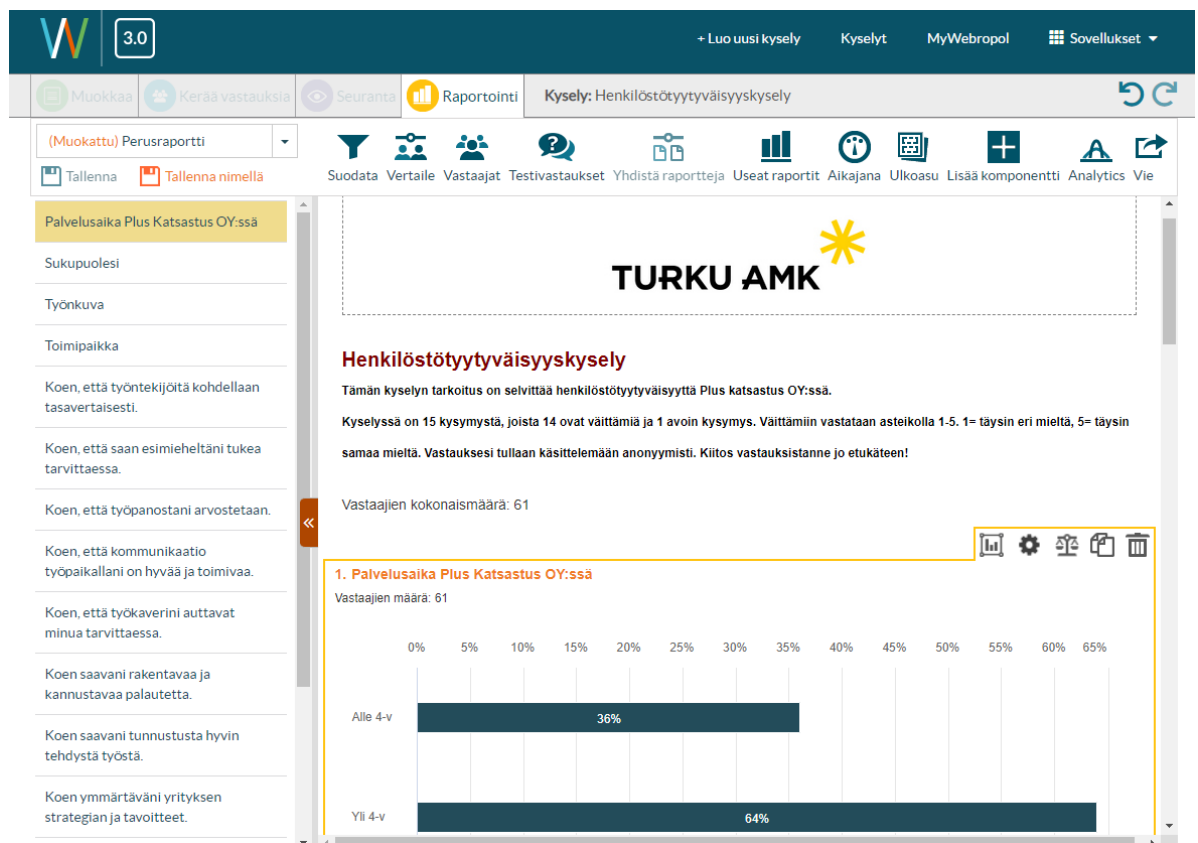 3.0
+ Luo uusi kysely
Kyselyt
MyWebropol
Sovellukset
Muokkaa
Kerää vastauksia
Seuranta
Raportointi
Kysely: Henkilöstötyytyväisyyskysely
(Muokattu) Perusraportti
Tallenna
Tallenna nimellä
Suodata
Vertaile
Vastaajat
Testivastaukset
Yhdistä raportteja
Useat raportit
Aikajana
Ulkoasu
Lisää komponentti
Analytics
Vie
Palvelusaika Plus Katsastus OY:ssä
Sukupuolesi
Työnkuva
Toimipaikka
Koen, että työntekijöitä kohdellaan
tasavertaisesti.
Koen, että saan esimieheltäni tukea
tarvittaessa.
Koen, että työpanostani arvostetaan.
Koen, että kommunikaatio
työpaikallani on hyvää ja toimivaa.
Koen, että työkaverini auttavat
minua tarvittaessa.
Koen saavani rakentavaa ja
kannustavaa palautetta.
Koen saavani tunnustusta hyvin
tehdystä työstä.
Koen ymmärtäväni yrityksen
strategian ja tavoitteet.
TURKU AMK
Henkilöstötyytyväisyyskysely
Tämän kyselyn tarkoitus on selvittää henkilöstötyytyväisyyttä Plus katsastus OY:ssä.
Kyselyssä on 15 kysymystä, joista 14 ovat väittämiä ja 1 avoin kysymys. Väittämiin vastataan asteikolla 1-5. 1= täysin eri mieltä, 5= täysin
samaa mieltä. Vastauksesi tullaan käsittelemään anonyymisti. Kiitos vastauksistanne jo etukäteen!
Vastaajien kokonaismäärä: 61
1. Palvelusaika Plus Katsastus OY:ssä
Vastaajien määrä: 61
0% 5% 10% 15% 20% 25% 30% 35% 40% 45% 50% 55% 60% 65%
Alle 4-v 36%
Yli 4-v 64%